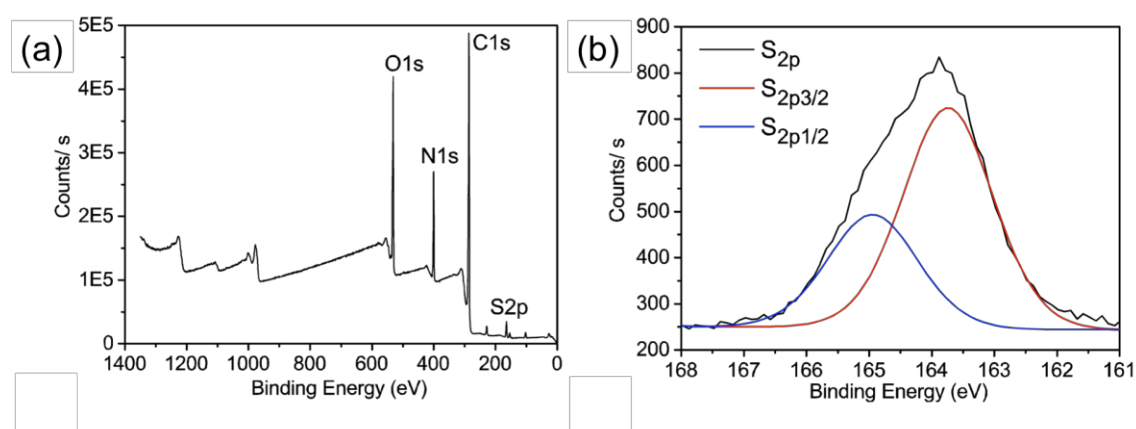 (a)
5E5
4E5
3E5
2E5
1E5
0
Counts/ s
O1s
C1s
N1s
S2p
1400 1200 1000 800 600 400 200 0
Binding Energy (eV)
(b)
900
800
700
600
500
400
300
200
Counts/ s
S2p
S2p3/2
S2p1/2
168 167 166 165 164 163 162 161
Binding Energy (eV)